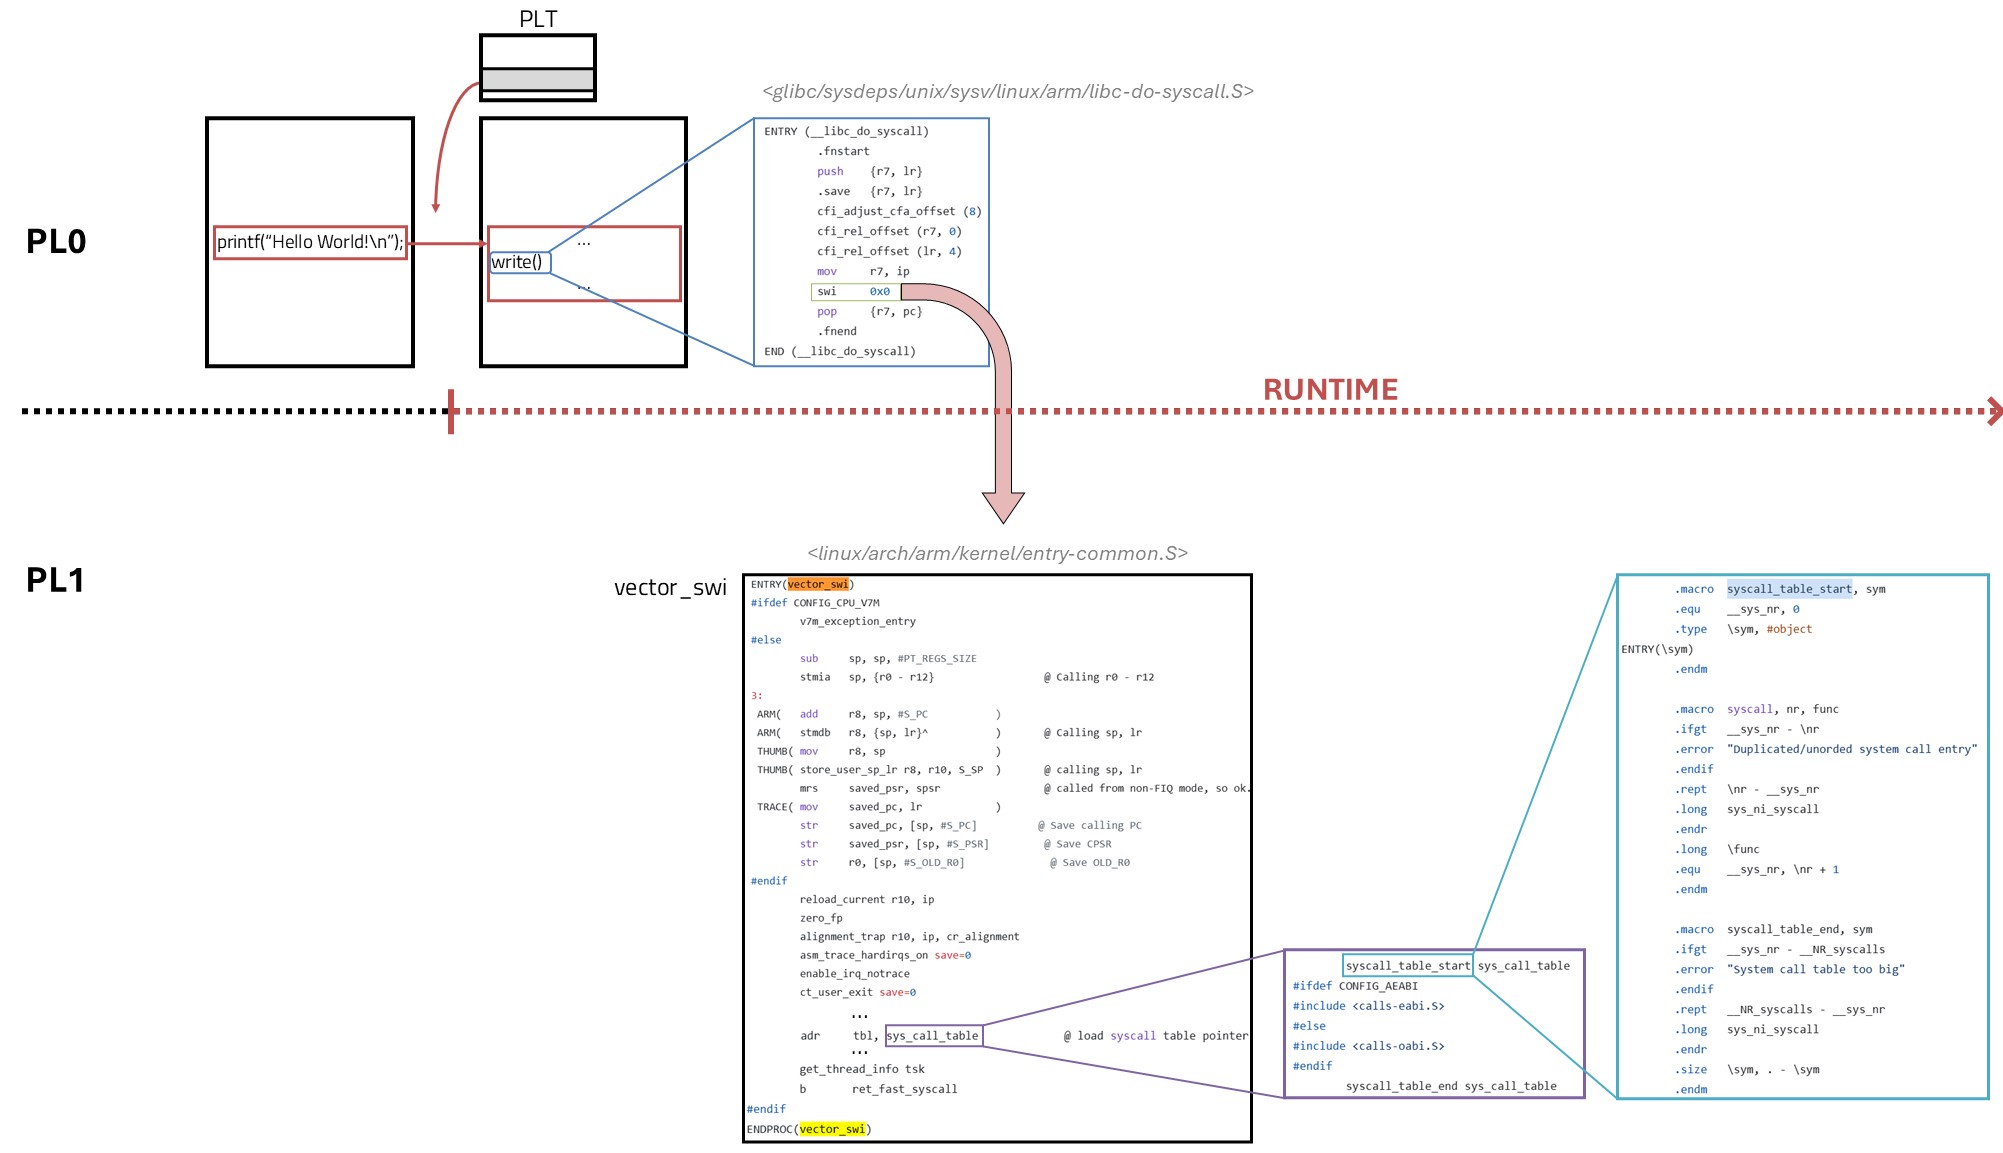 PLT
<glibc/sysdeps/unix/sysv/linux/arm/libc-do-syscall.S>
PL0
printf(“Hello World!\n”);
...
write()
...
ENTRY (__libc_do_syscall)
.fnstart
push {r7, lr}
.save {r7, lr}
cfi_adjust_cfa_offset (8)
cfi_rel_offset (r7, 0)
cfi_rel_offset (lr, 4)
mov r7, ip
swi 0x0
pop {r7, pc}
.fnend
END (__libc_do_syscall)
RUNTIME
PL1
<linux/arch/arm/kernel/entry-common.S>
vector_swi
ENTRY(vector_swi)
#ifdef CONFIG_CPU_V7M
v7m_exception_entry
#else
sub sp, sp, #PT_REGS_SIZE
stmia sp, {r0 - r12} @ Calling r0 - r12
3:
ARM( add r8, sp, #S_PC )
ARM( stmdb r8, {sp, lr}^ ) @ Calling sp, lr
THUMB( mov r8, sp )
THUMB( store_user_sp_lr r8, r10, S_SP ) @ calling sp, lr
mrs saved_psr, spsr @ called from non-FIQ mode, so ok.
TRACE( mov saved_pc, lr )
str saved_pc, [sp, #S_PC] @ Save calling PC
str saved_psr, [sp, #S_PSR] @ Save CPSR
str r0, [sp, #S_OLD_R0] @ Save OLD_R0
#endif
reload_current r10, ip
zero_fp
alignment_trap r10, ip, cr_alignment
asm_trace_hardirqs_on save=0
enable_irq_notrace
ct_user_exit save=0
...
adr tbl, sys_call_table @ load syscall table pointer
...
get_thread_info tsk
b ret_fast_syscall
#endif
ENDPROC(vector_swi)
syscall_table_start sys_call_table
#ifdef CONFIG_AEABI
#include <calls-eabi.S>
#else
#include <calls-oabi.S>
#endif
syscall_table_end sys_call_table
.macro syscall_table_start, sym
.equ __sys_nr, 0
.type \sym, #object
ENTRY(\sym)
.endm
.macro syscall, nr, func
.ifgt __sys_nr - \nr
.error "Duplicated/unorded system call entry"
.endif
.rept \nr - __sys_nr
.long sys_ni_syscall
.endr
.long \func
.equ __sys_nr, \nr + 1
.endm
.macro syscall_table_end, sym
.ifgt __sys_nr - __NR_syscalls
.error "System call table too big"
.endif
.rept __NR_syscalls - __sys_nr
.long sys_ni_syscall
.endr
.size \sym, . - \sym
.endm